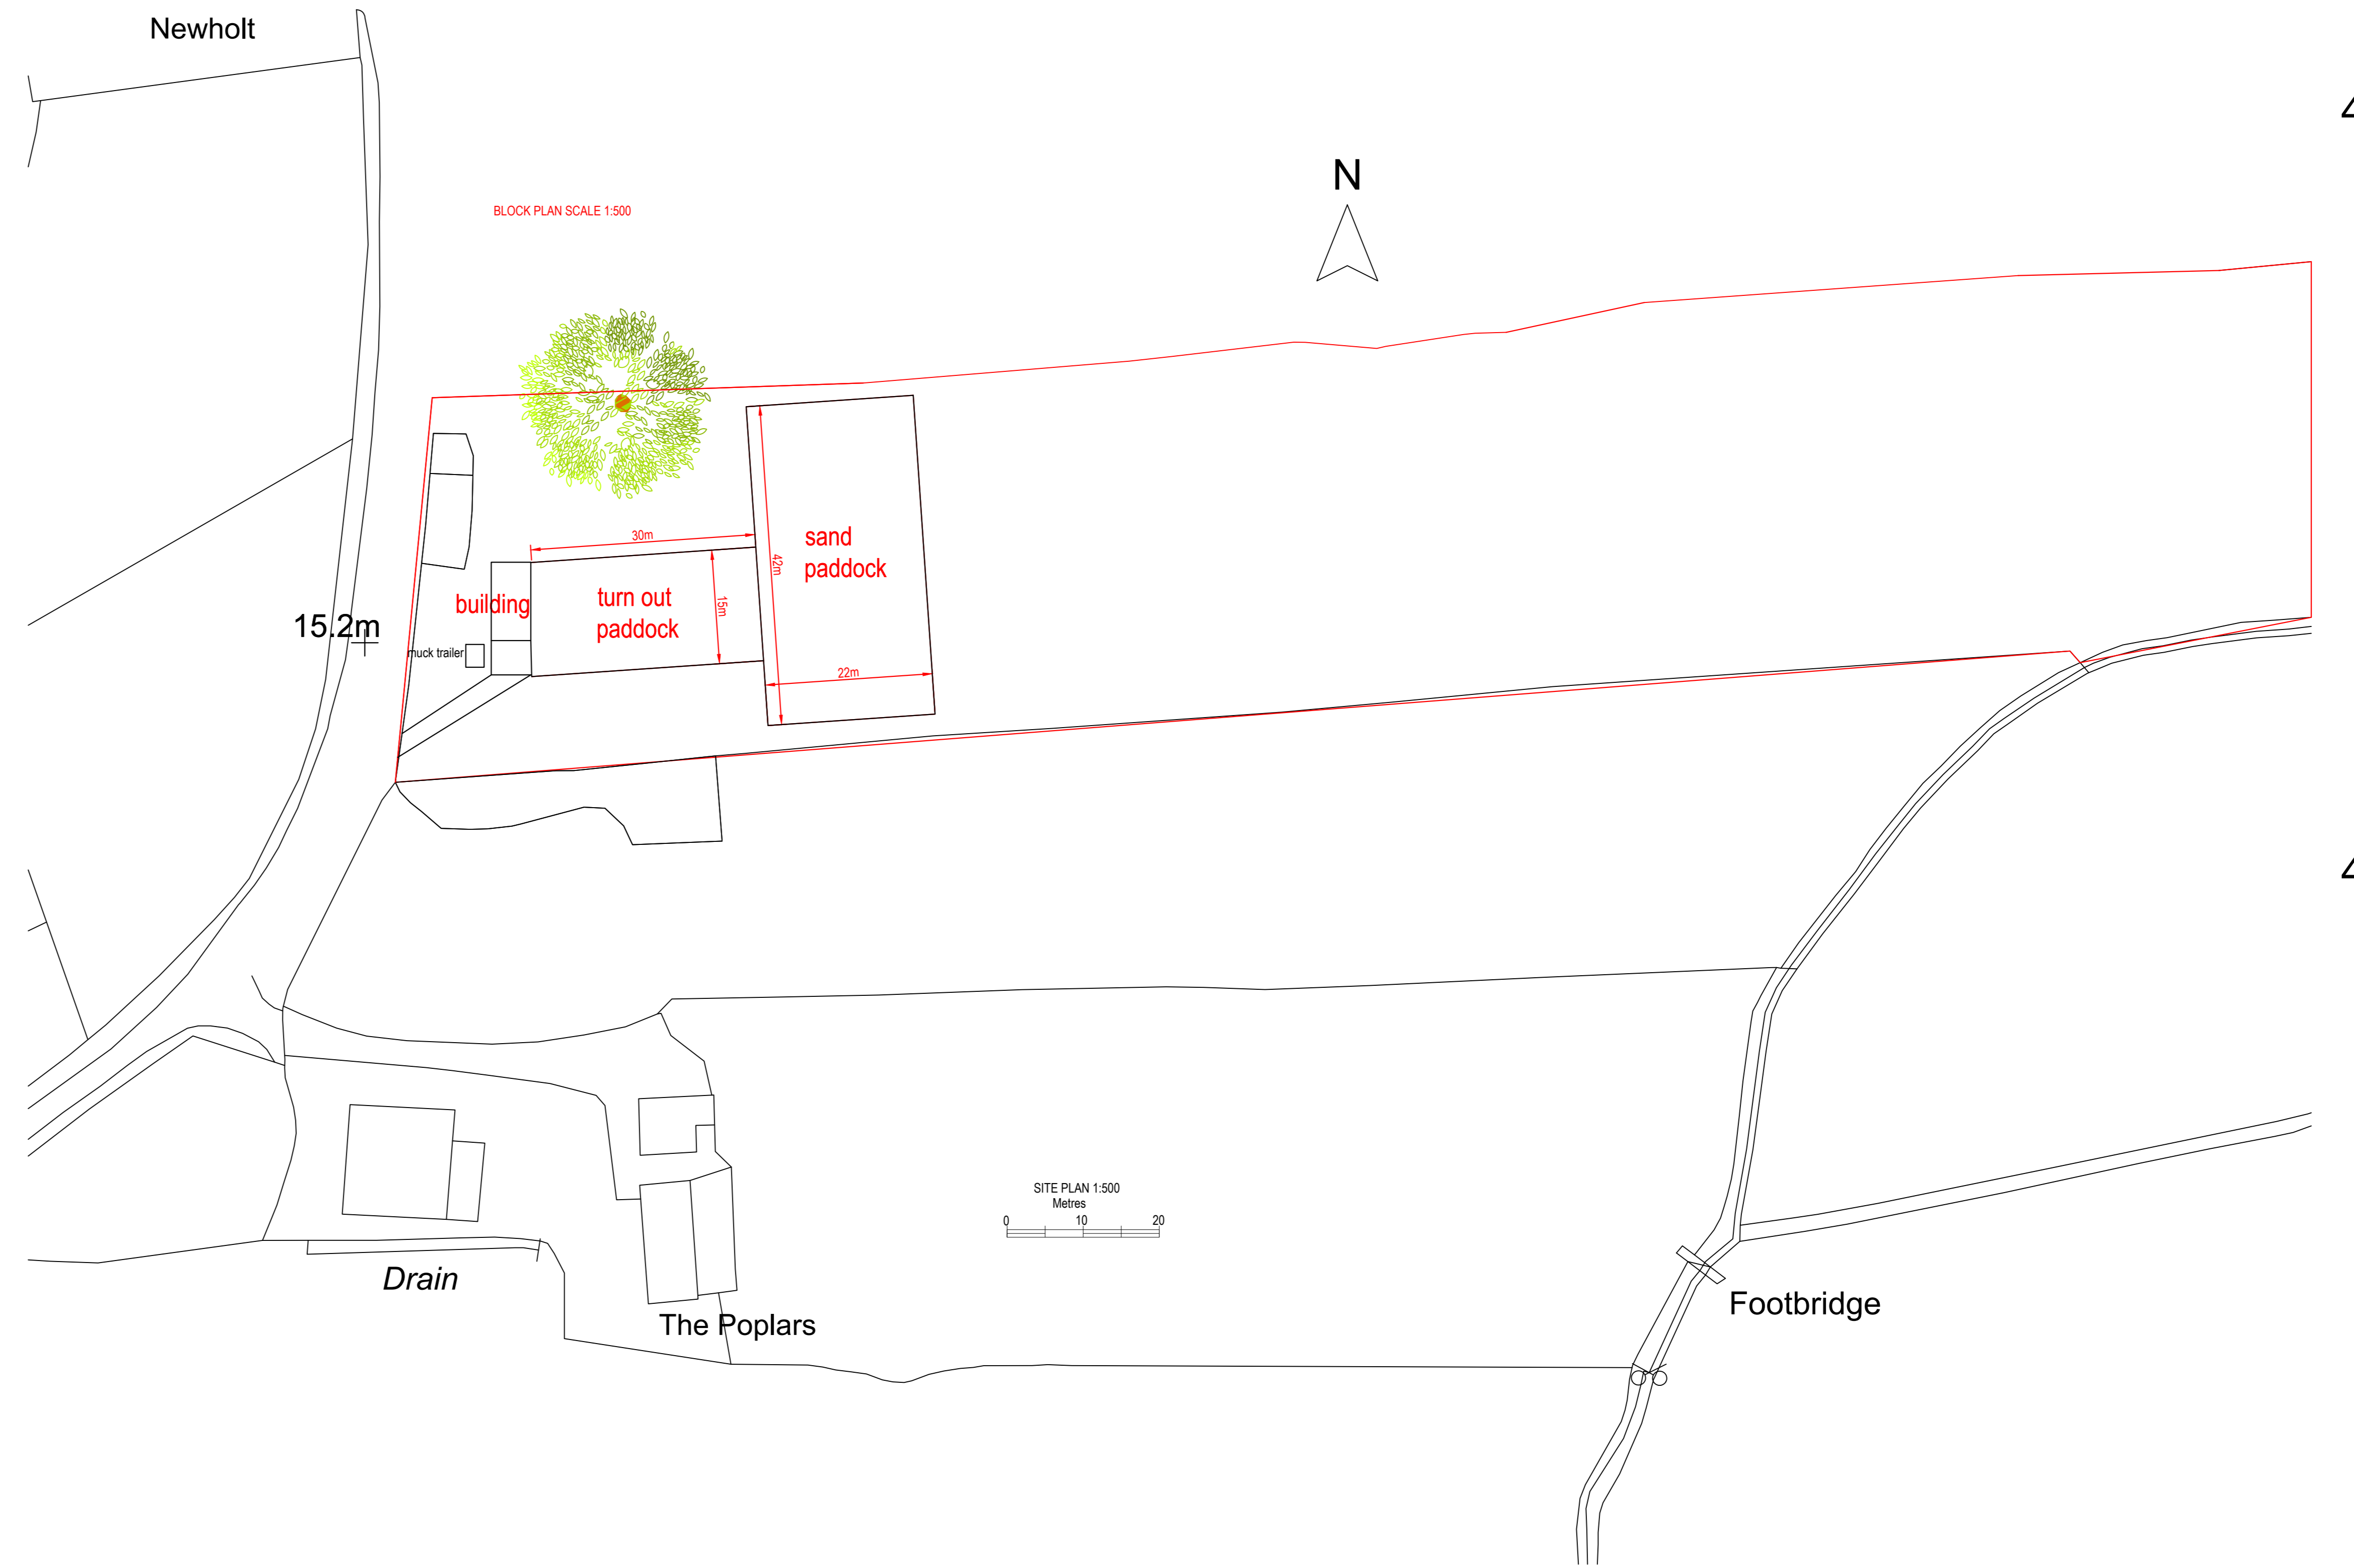 Newholt
N
BLOCK PLAN SCALE 1:500
30m
sand
paddock
42m
building
turn out
paddock
15m
15.2m
muck trailer
22m
SITE PLAN 1:500
Metres
0 10 20
Drain
The Poplars
Footbridge